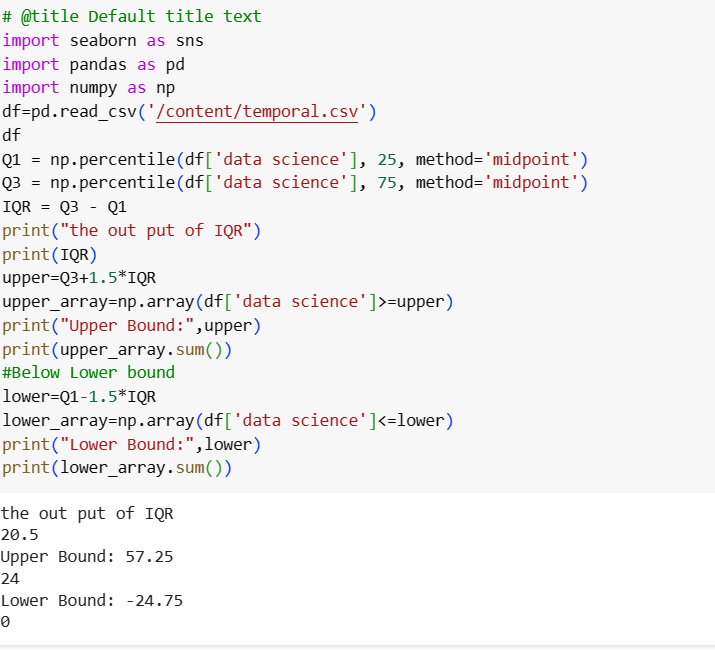 # @title Default title text
import seaborn as sns
import pandas as pd
import numpy as np
df=pd.read_csv('/content/temporal.csv')
df
Q1 = np.percentile(df['data science'], 25, method='midpoint')
Q3 = np.percentile(df['data science'], 75, method='midpoint')
IQR = Q3 - Q1
print("the out put of IQR")
print(IQR)
upper=Q3+1.5*IQR
upper_array=np.array(df['data science']>=upper)
print("Upper Bound:",upper)
print(upper_array.sum())
#Below Lower bound
lower=Q1-1.5*IQR
lower_array=np.array(df['data science']<=lower)
print("Lower Bound:",lower)
print(lower_array.sum())
the out put of IQR
20.5
Upper Bound: 57.25
24
Lower Bound: -24.75
0